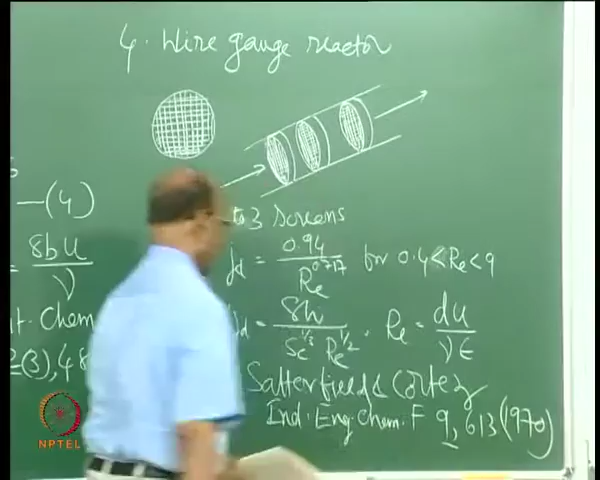 4. Wire gauge reactor
—(4)
to 3 Screens
Jd = 0.94 / Re^0.717 for 0.4 < Re < 9
= 8bu / ν
Jd = Sh / Sc^1/3 Re^1/2 . Re = du / νε
t. Chem
2(3), 48
Satterfield & Cortez
Ind. Eng. Chem. F 9, 613 (1970)
NPTEL